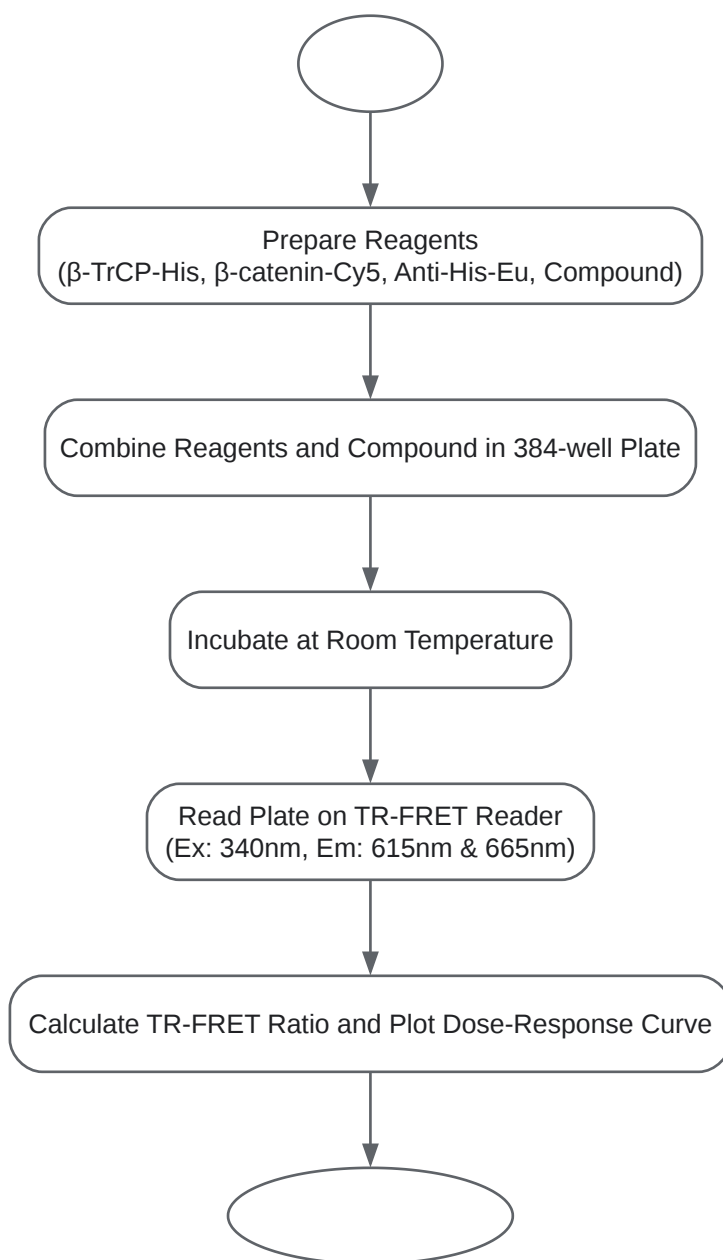 Prepare Reagents
(β-TrCP-His, β-catenin-Cy5, Anti-His-Eu, Compound)
Combine Reagents and Compound in 384-well Plate
Incubate at Room Temperature
Read Plate on TR-FRET Reader
(Ex: 340nm, Em: 615nm & 665nm)
Calculate TR-FRET Ratio and Plot Dose-Response Curve